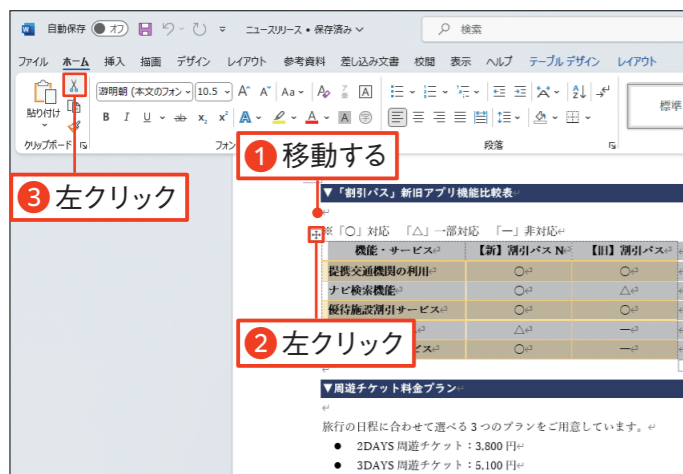 自動保存 オフ ニュースリリース • 保存済み 検索
ファイル ホーム 挿入 描画 デザイン レイアウト 参考資料 差し込み文書 校閲 表示 ヘルプ テーブル デザイン レイアウト
貼り付け
游明朝 (本文のフォン 10.5 A A Aa A A
標準
B I U ab x₂ x² A A A 字
クリップボード フォン 段落
1 移動する
3 左クリック
▼「割引パス」新旧アプリ機能比較表
※「○」対応 「△」一部対応 「ー」非対応
機能・サービス 【新】割引パス N 【旧】割引パス
提携交通機関の利用 ○ ○
ナビ検索機能 ○ △
優待施設割引サービス ○ ○
2 左クリック
△ ー
ビス ○ ー
▼周遊チケット料金プラン
旅行の日程に合わせて選べる3つのプランをご用意しています。
● 2DAYS 周遊チケット：3,800 円
● 3DAYS 周遊チケット：5,100 円